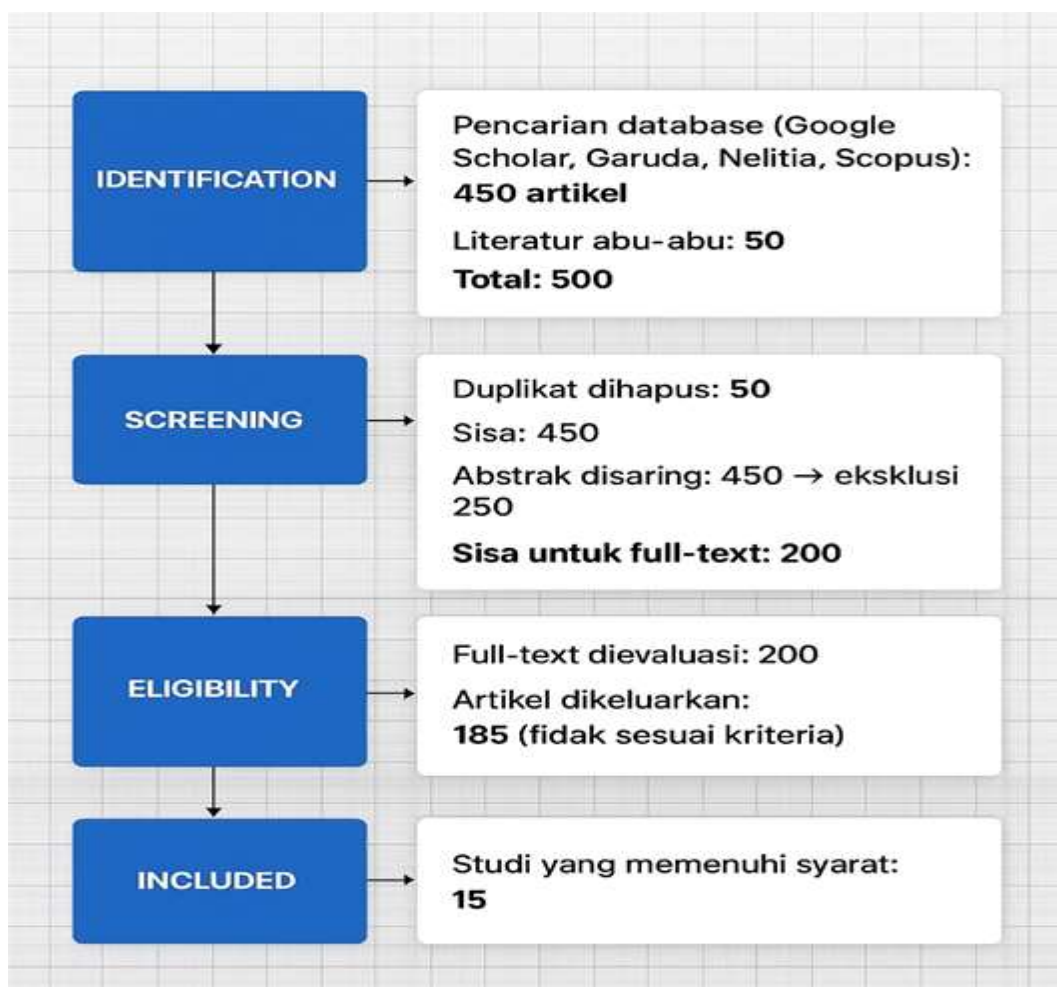 IDENTIFICATION
Pencarian database (Google
Scholar, Garuda, Nelitia, Scopus):
450 artikel
Literatur abu-abu: 50
Total: 500
SCREENING
Duplikat dihapus: 50
Sisa: 450
Abstrak disaring: 450 → eksklusi
250
Sisa untuk full-text: 200
ELIGIBILITY
Full-text dievaluasi: 200
Artikel dikeluarkan:
185 (fidak sesuai kriteria)
INCLUDED
Studi yang memenuhi syarat:
15